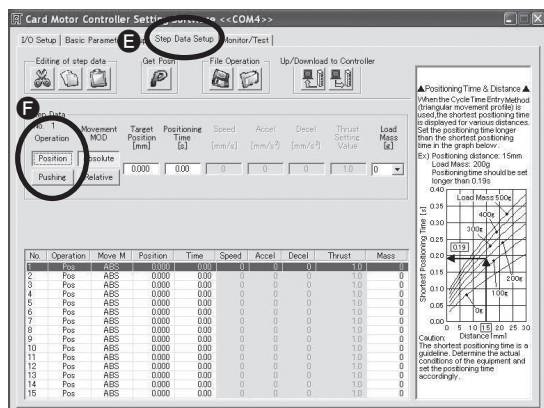 Card Motor Controller Setting Software <<COM4>>
E
I/O Setup Basic Parameter Step Data Setup Monitor/Test
Editing of step data Get Posn File Operation Up/Download to Controller
F
Step Data
No. 1
Operation Movement MOD Target Position [mm] Positioning Time [s] Speed [mm/s] Accel [mm/s²] Decel [mm/s²] Thrust Setting Value Load Mass [g]
Position Absolute
Pushing Relative
0.000 0.00 0 0 0 1.0 0
No. Operation Move M Position Time Speed Accel Decel Thrust Mass
1 Pos ABS 0.000 0.00 0 0 0 1.0 0
2 Pos ABS 0.000 0.00 0 0 0 1.0 0
3 Pos ABS 0.000 0.00 0 0 0 1.0 0
4 Pos ABS 0.000 0.00 0 0 0 1.0 0
5 Pos ABS 0.000 0.00 0 0 0 1.0 0
6 Pos ABS 0.000 0.00 0 0 0 1.0 0
7 Pos ABS 0.000 0.00 0 0 0 1.0 0
8 Pos ABS 0.000 0.00 0 0 0 1.0 0
9 Pos ABS 0.000 0.00 0 0 0 1.0 0
10 Pos ABS 0.000 0.00 0 0 0 1.0 0
11 Pos ABS 0.000 0.00 0 0 0 1.0 0
12 Pos ABS 0.000 0.00 0 0 0 1.0 0
13 Pos ABS 0.000 0.00 0 0 0 1.0 0
14 Pos ABS 0.000 0.00 0 0 0 1.0 0
15 Pos ABS 0.000 0.00 0 0 0 1.0 0
▲Positioning Time & Distance▲
When the Cycle Time Entry Method
(triangular movement profile) is
used,the shortest positioning time
is displayed for various distances.
Set the positioning time longer
than the shortest positioning
time in the graph below.
Ex) Positioning distance: 15mm
Load Mass: 200g
Positioning time should be set
longer than 0.19s
Shortest Positioning Time [s]
0.40
0.35
0.30
0.25
0.20
0.15
0.10
0.05
0.00
0.19
Load Mass 500g
400g
300g
200g
100g
0g
0 5 10 15 20 25 30
Distance [mm]
Caution:
The shortest positioning time is a
guideline. Determine the actual
conditions of the equipment and
set the positioning time
accordingly.